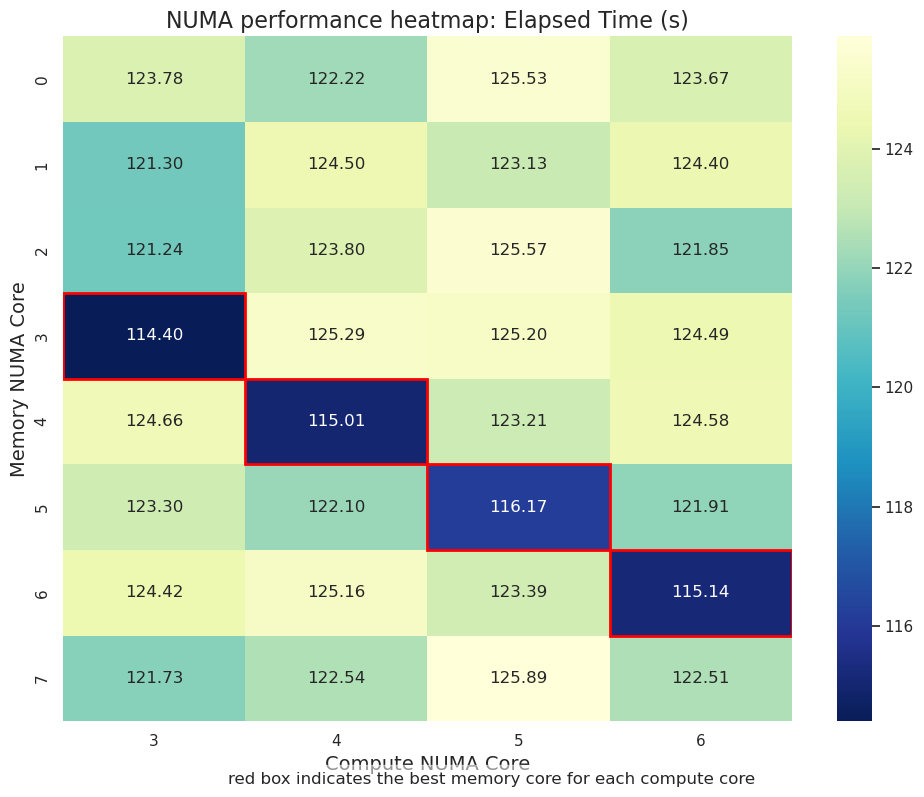 NUMA performance heatmap: Elapsed Time (s)
0 123.78 122.22 125.53 123.67
1 121.30 124.50 123.13 124.40
2 121.24 123.80 125.57 121.85
3 114.40 125.29 125.20 124.49
4 124.66 115.01 123.21 124.58
5 123.30 122.10 116.17 121.91
6 124.42 125.16 123.39 115.14
7 121.73 122.54 125.89 122.51
3 4 5 6
Memory NUMA Core
Compute NUMA Core
red box indicates the best memory core for each compute core
124
122
120
118
116